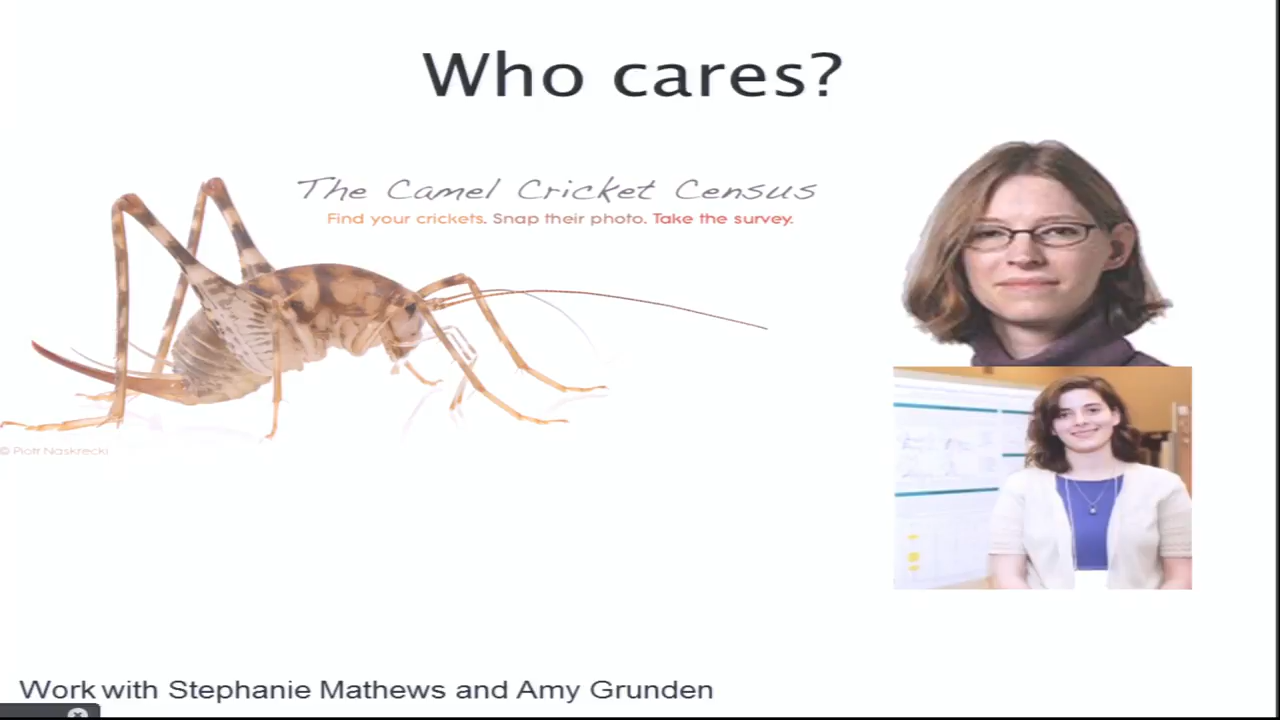 Who cares?
The Camel Cricket Census
Find your crickets. Snap their photo. Take the survey.
© Piotr Naskrecki
Work with Stephanie Mathews and Amy Grunden